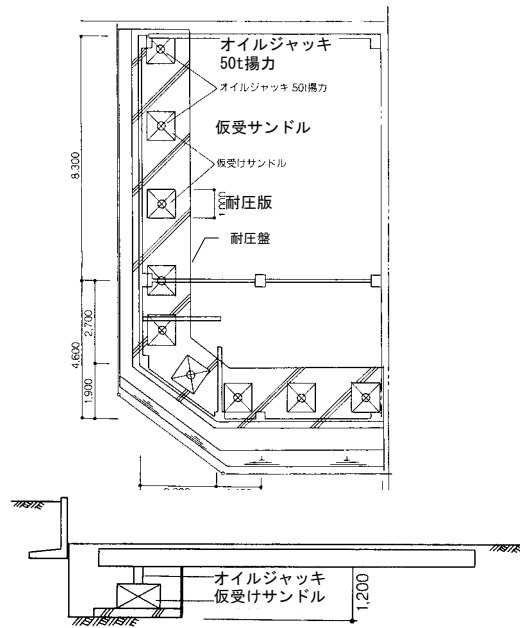 オイルジャッキ
50t揚力
オイルジャッキ 50t揚力
仮受サンドル
仮受けサンドル
8,300
耐圧版
耐圧盤
2,700
4,600
1,900
オイルジャッキ
仮受けサンドル
1,200